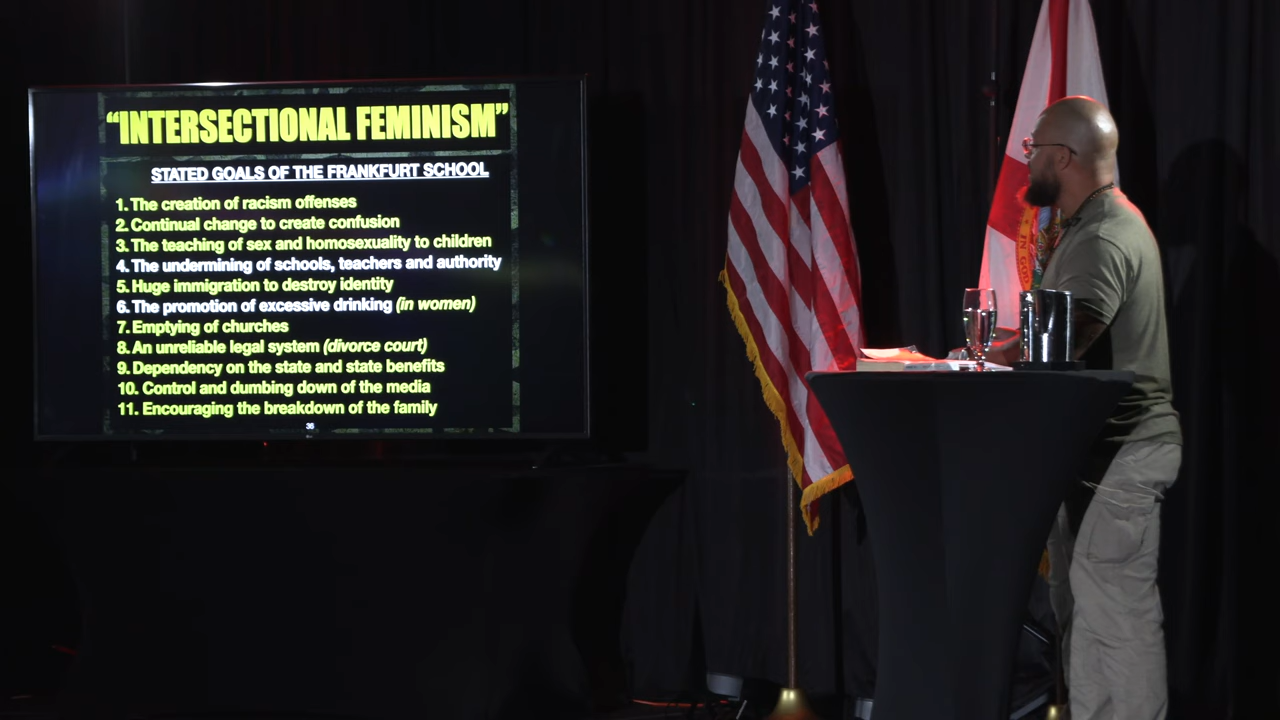 “INTERSECTIONAL FEMINISM”
STATED GOALS OF THE FRANKFURT SCHOOL
1. The creation of racism offenses
2. Continual change to create confusion
3. The teaching of sex and homosexuality to children
4. The undermining of schools, teachers and authority
5. Huge immigration to destroy identity
6. The promotion of excessive drinking (in women)
7. Emptying of churches
8. An unreliable legal system (divorce court)
9. Dependency on the state and state benefits
10. Control and dumbing down of the media
11. Encouraging the breakdown of the family
36
IN GOD